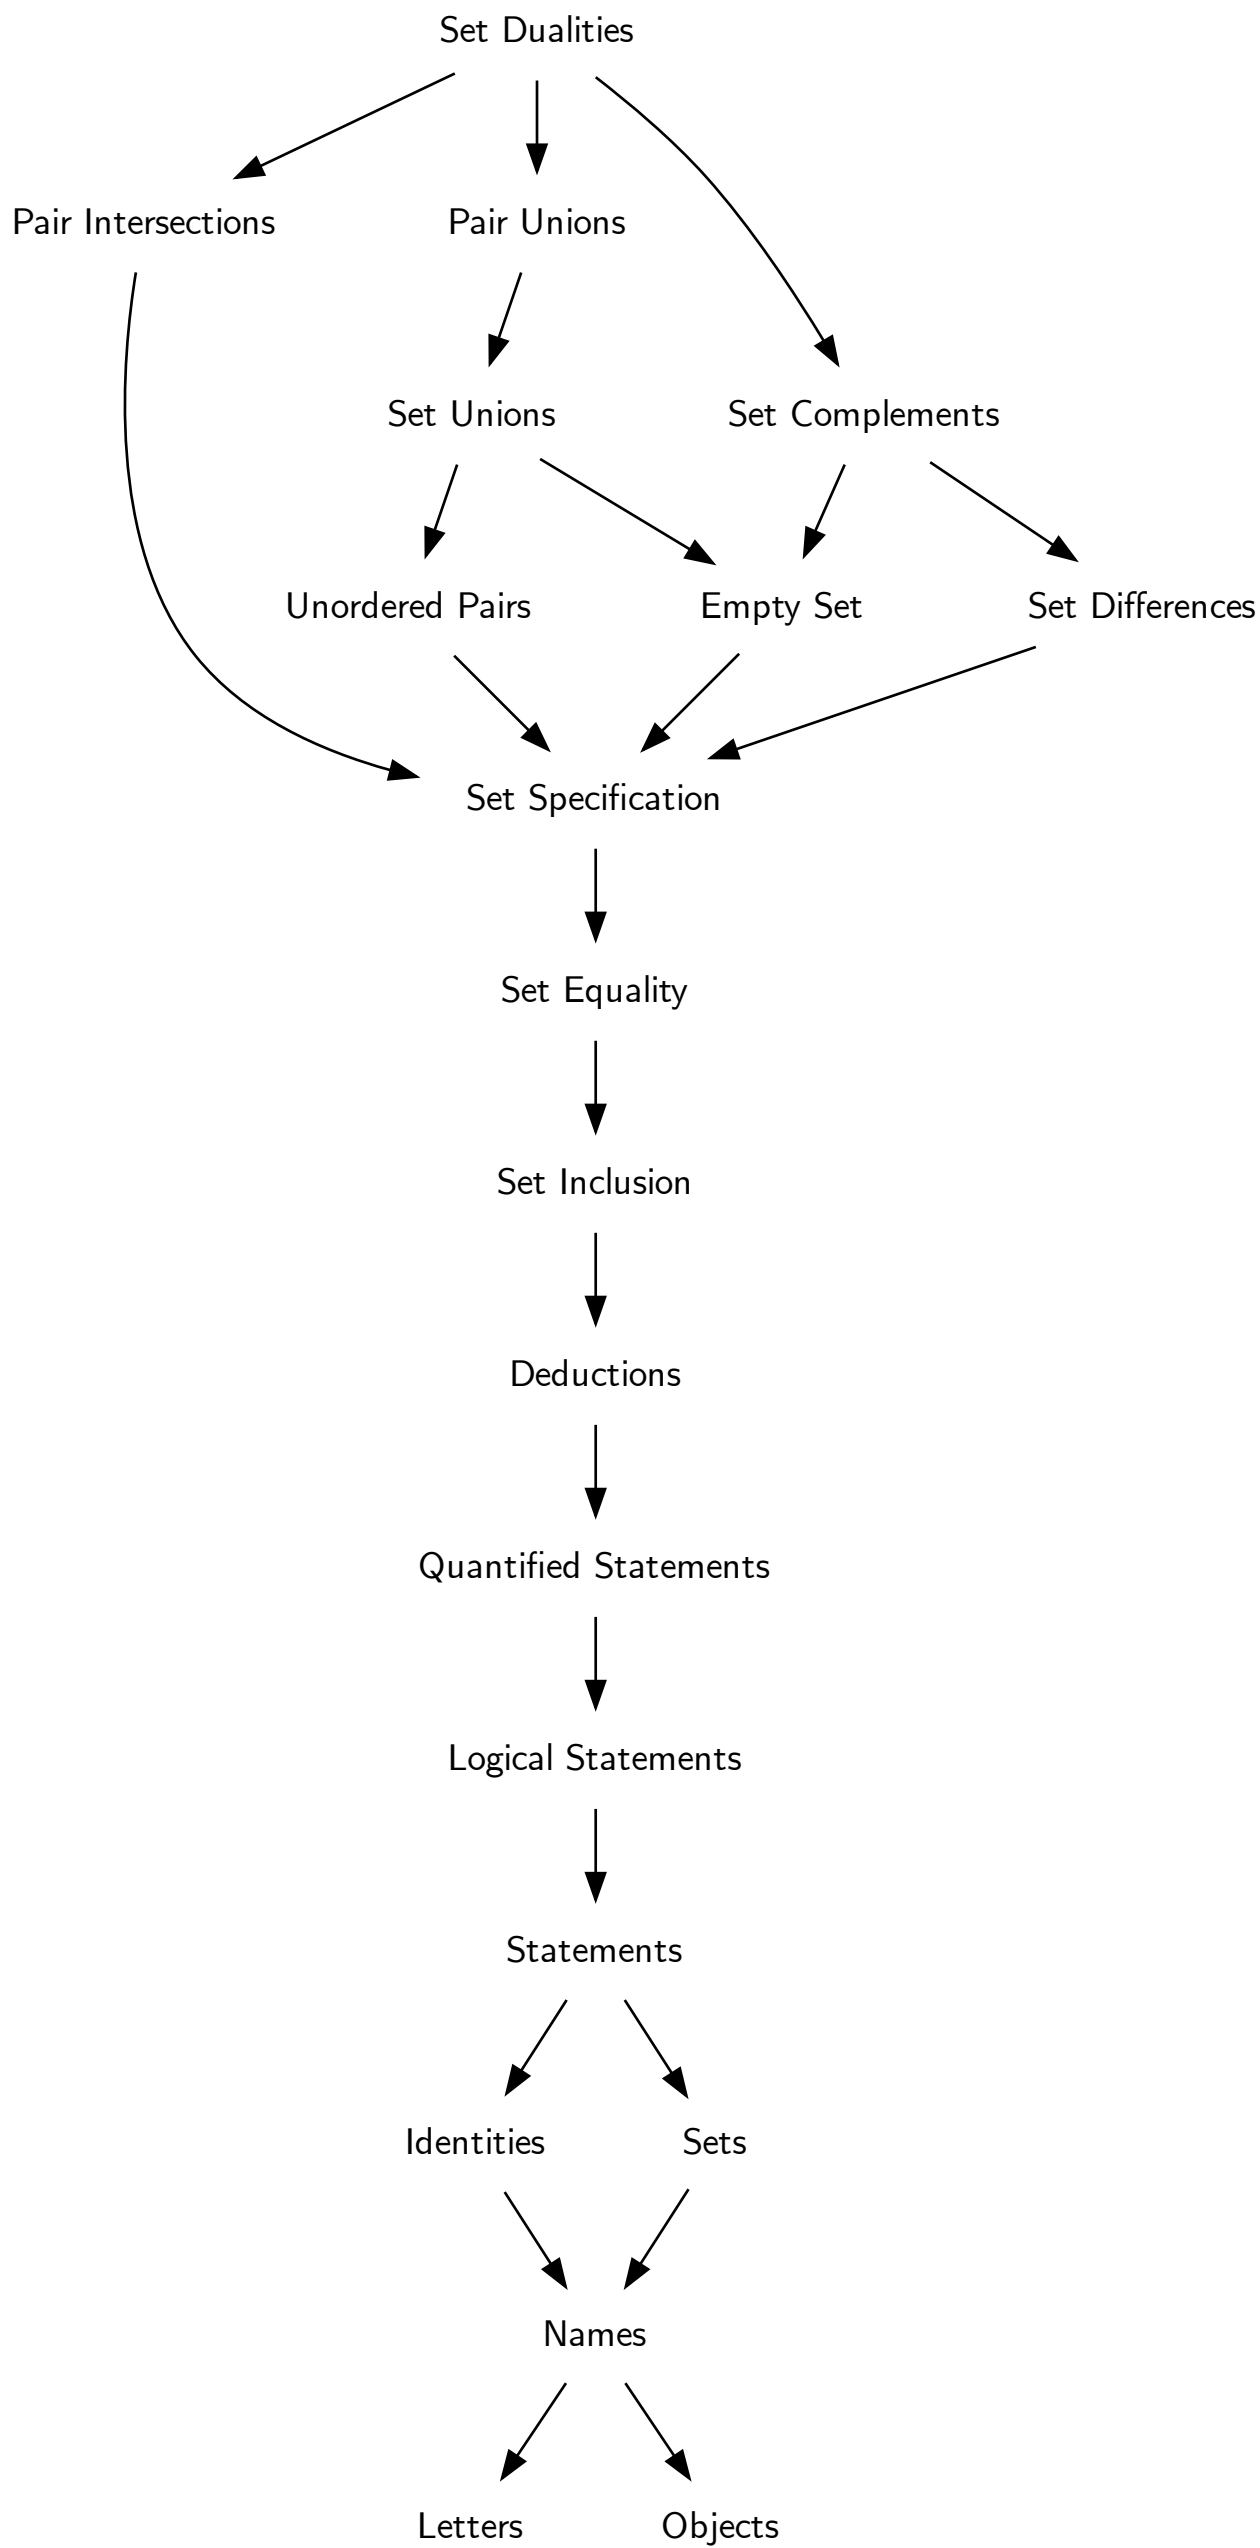 Set Dualities
Pair Intersections
Pair Unions
Set Unions
Set Complements
Unordered Pairs
Empty Set
Set Differences
Set Specification
Set Equality
Set Inclusion
Deductions
Quantified Statements
Logical Statements
Statements
Identities
Sets
Names
Letters
Objects